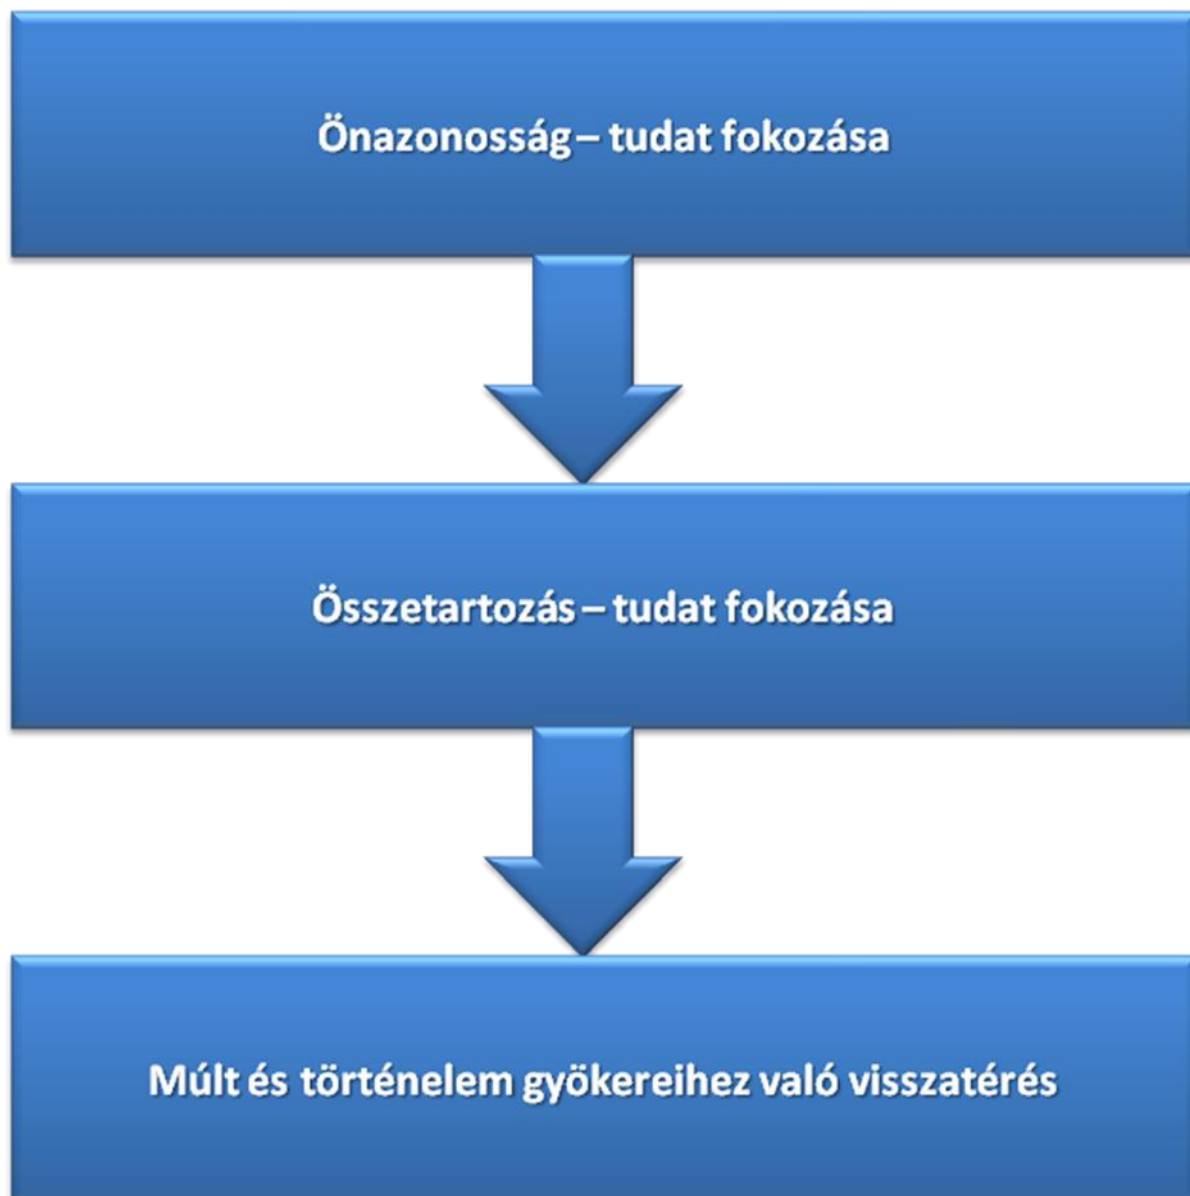 Önazonosság – tudat fokozása
Összetartozás – tudat fokozása
Múlt és történelem gyökereihez való visszatérés